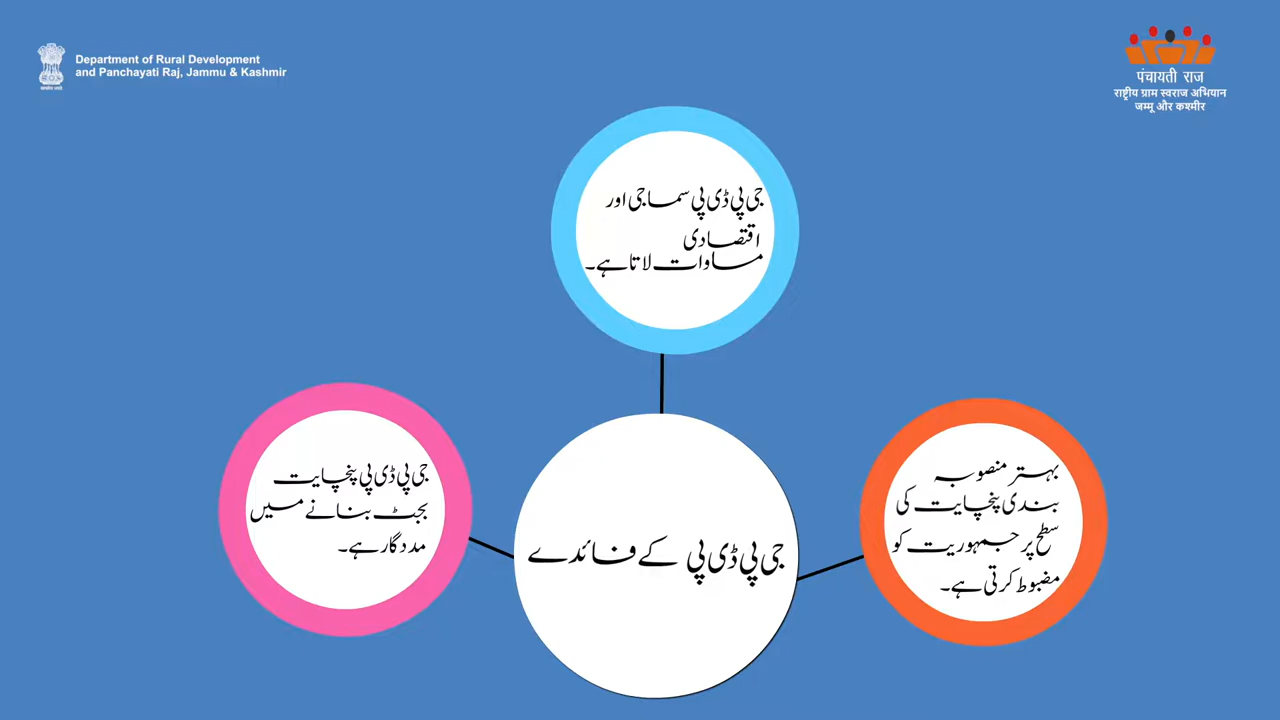 Department of Rural Development
and Panchayati Raj, Jammu & Kashmir
पंचायती राज
राष्ट्रीय ग्राम स्वराज अभियान
जम्मू और कश्मीर
جی پی ڈی پی سماجی اور
اقتصادی
مساوات لاتا ہے۔
بہتر منصوبہ
بندی پنچایت کی
سطح پر جمہوریت کو
مضبوط کرتی ہے۔
جی پی ڈی پی پنچایت
بجٹ بنانے میں
مددگار ہے۔
جی پی ڈی پی کے فائدے